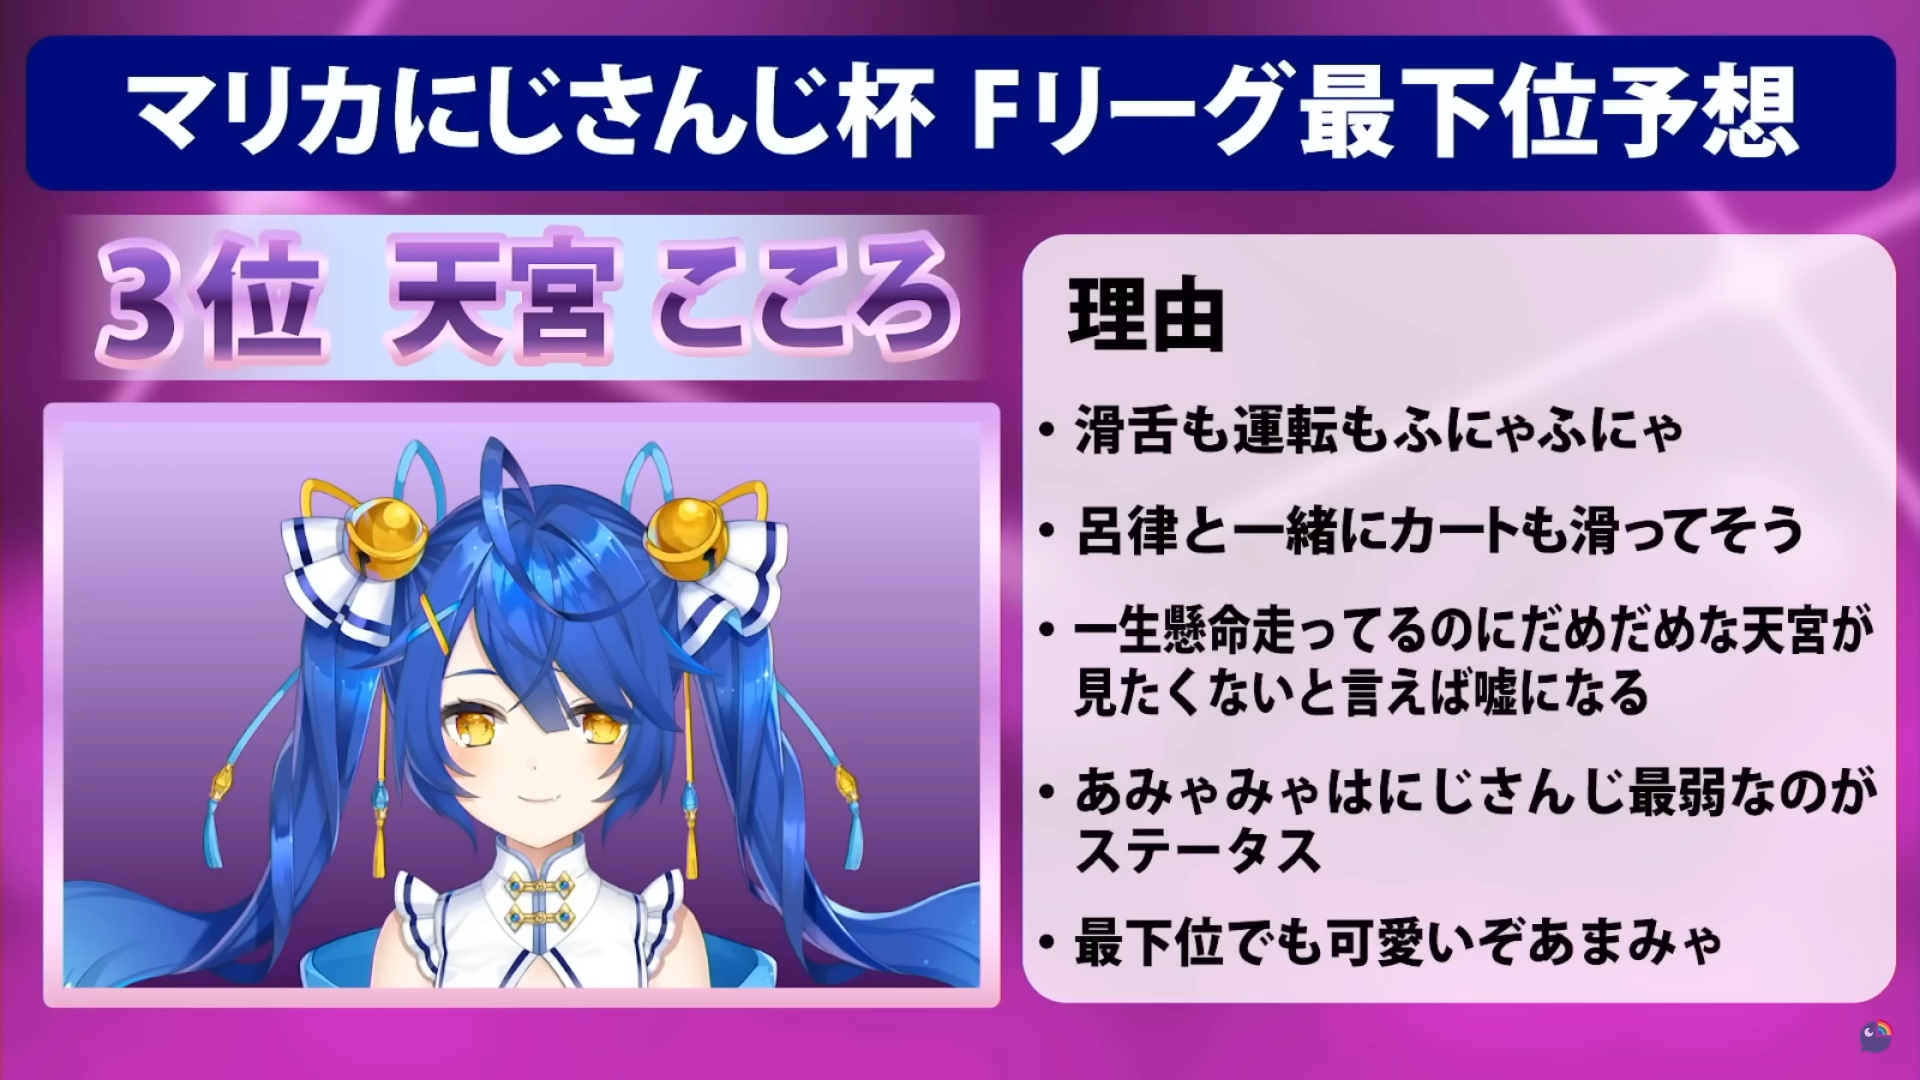 マリカにじさんじ杯 Fリーグ最下位予想
3位 天宮 こころ
理由
・滑舌も運転もふにゃふにゃ
・呂律と一緒にカートも滑ってそう
・一生懸命走ってるのにだめだめな天宮が
見たくないと言えば嘘になる
・あみゃみゃはにじさんじ最弱なのが
ステータス
・最下位でも可愛いぞあまみゃ